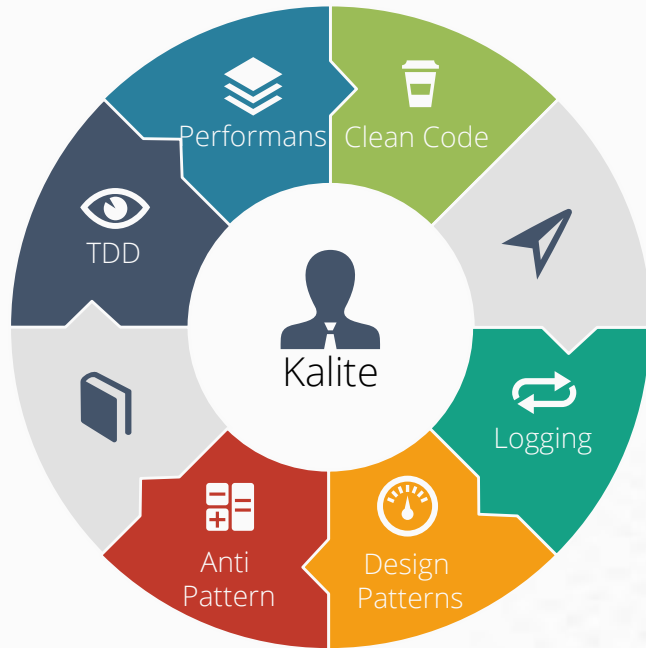 Performans
Clean Code
TDD
Kalite
Logging
Anti
Pattern
Design
Patterns